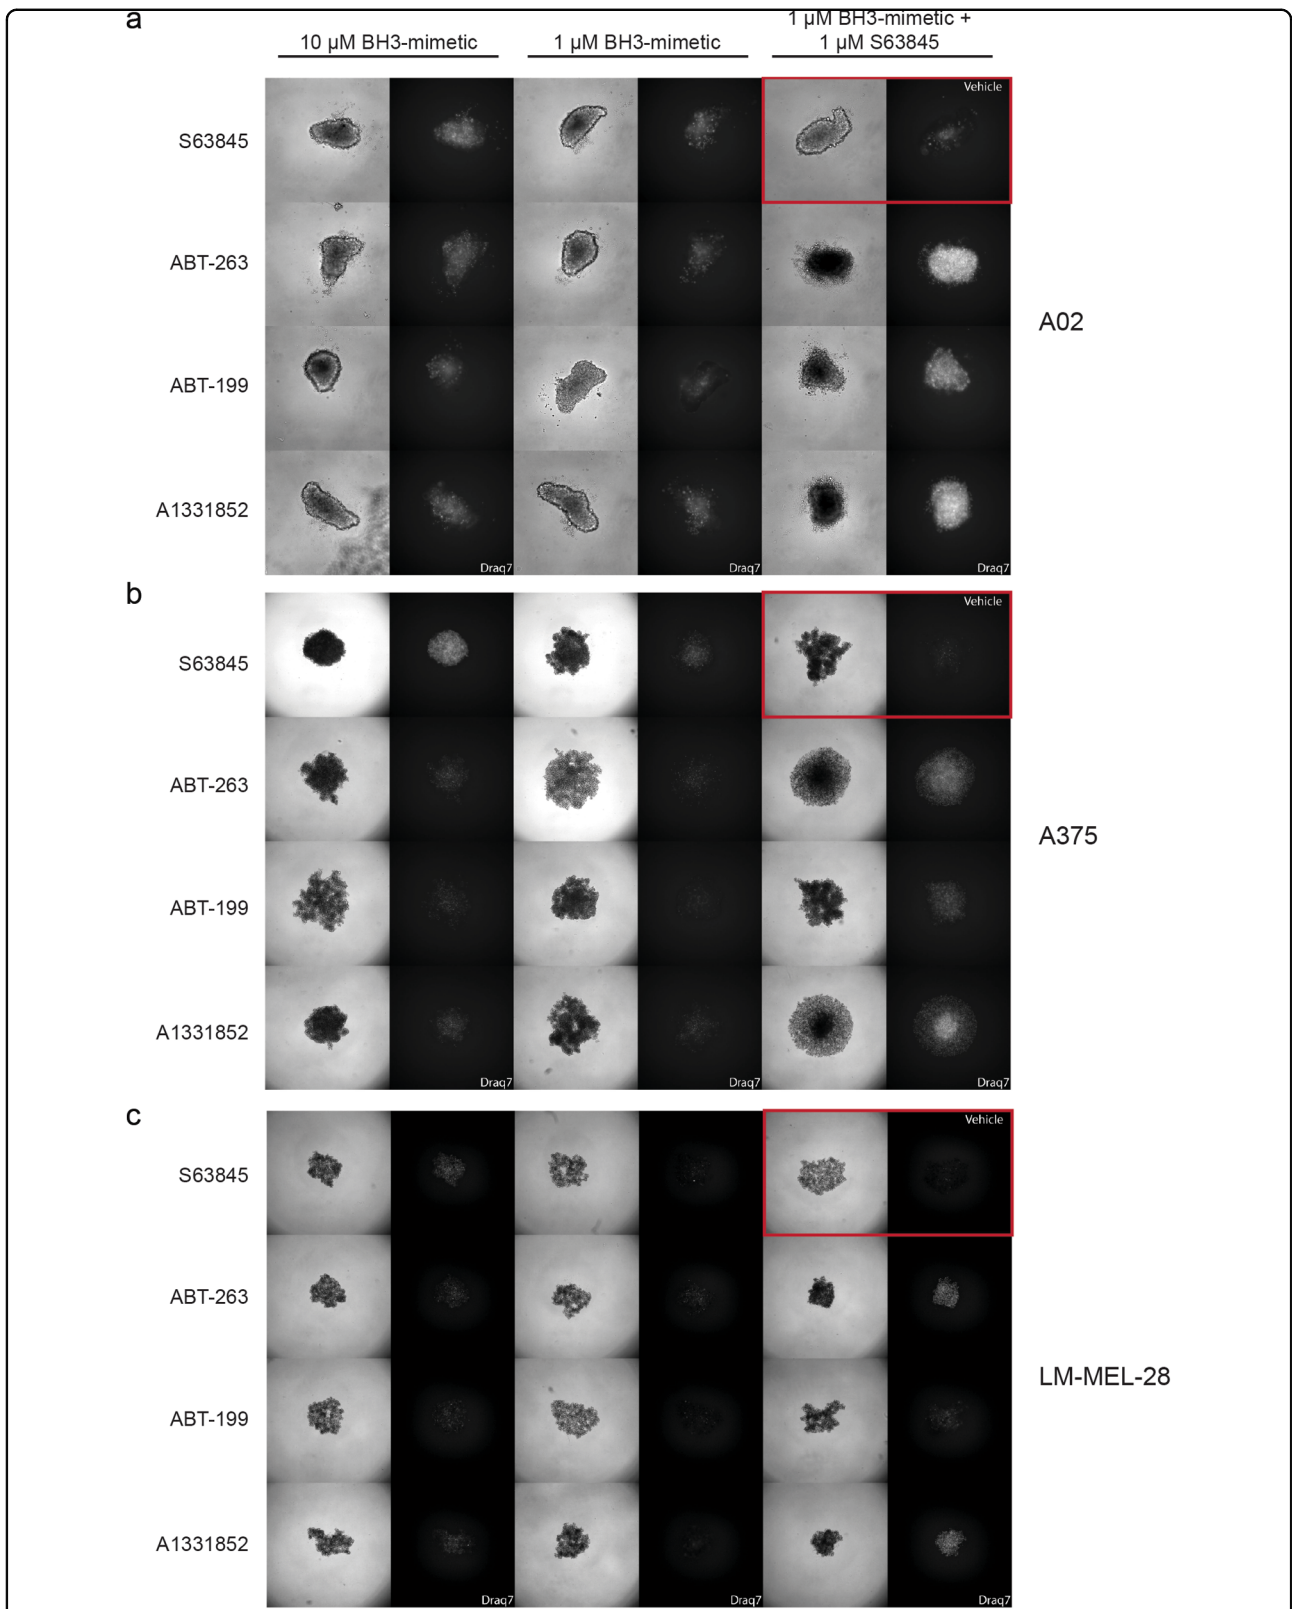 a
10 µM BH3-mimetic
1 µM BH3-mimetic
1 µM BH3-mimetic +
1 µM S63845
Vehicle
S63845
ABT-263
A02
ABT-199
A1331852
Draq7
Draq7
Draq7
b
Vehicle
S63845
ABT-263
A375
ABT-199
A1331852
Draq7
Draq7
Draq7
c
Vehicle
S63845
ABT-263
LM-MEL-28
ABT-199
A1331852
Draq7
Draq7
Draq7